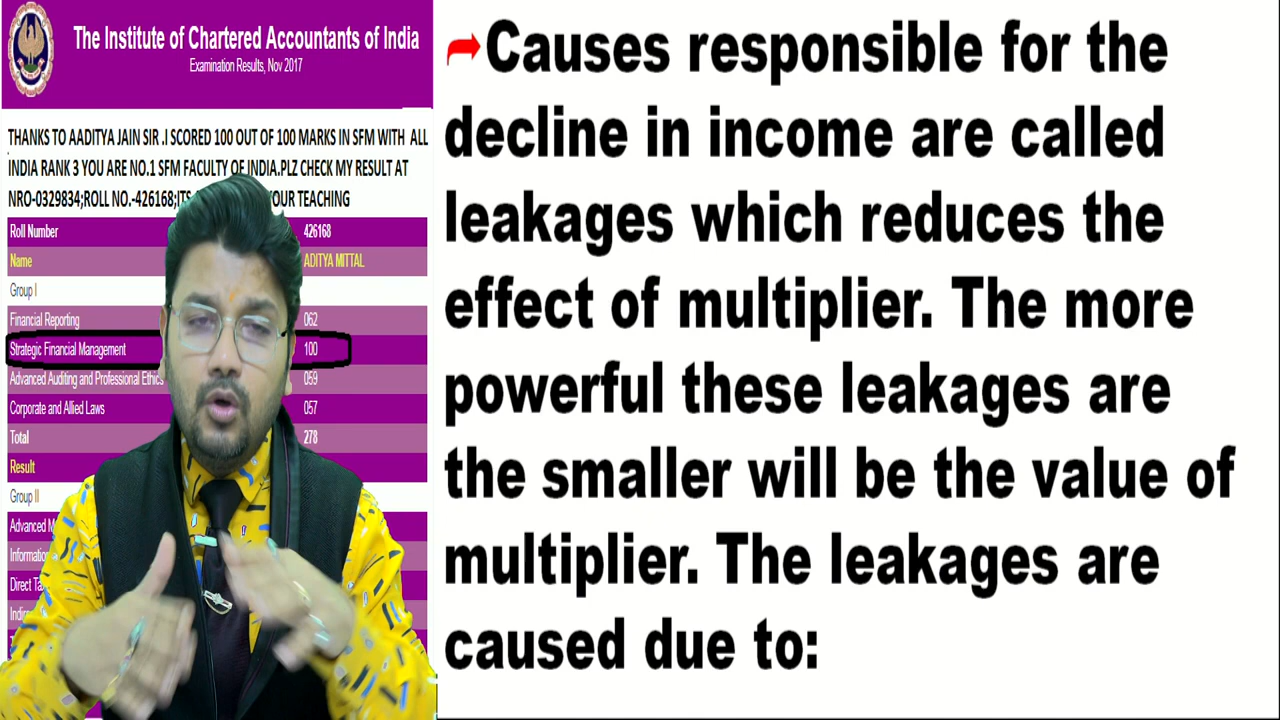 The Institute of Chartered Accountants of India
Examination Results, Nov 2017
THANKS TO AADITYA JAIN SIR .I SCORED 100 OUT OF 100 MARKS IN SFM WITH ALL
INDIA RANK 3 YOU ARE NO.1 SFM FACULTY OF INDIA.PLZ CHECK MY RESULT AT
NRO-0329834;ROLL NO.-426168;ITS YOUR TEACHING
Roll Number 426168
Name ADITYA MITTAL
Group I
Financial Reporting 062
Strategic Financial Management 100
Advanced Auditing and Professional Ethics 059
Corporate and Allied Laws 057
Total 278
Result
Group II
Advanced
Direct
➦Causes responsible for the
decline in income are called
leakages which reduces the
effect of multiplier. The more
powerful these leakages are
the smaller will be the value of
multiplier. The leakages are
caused due to: